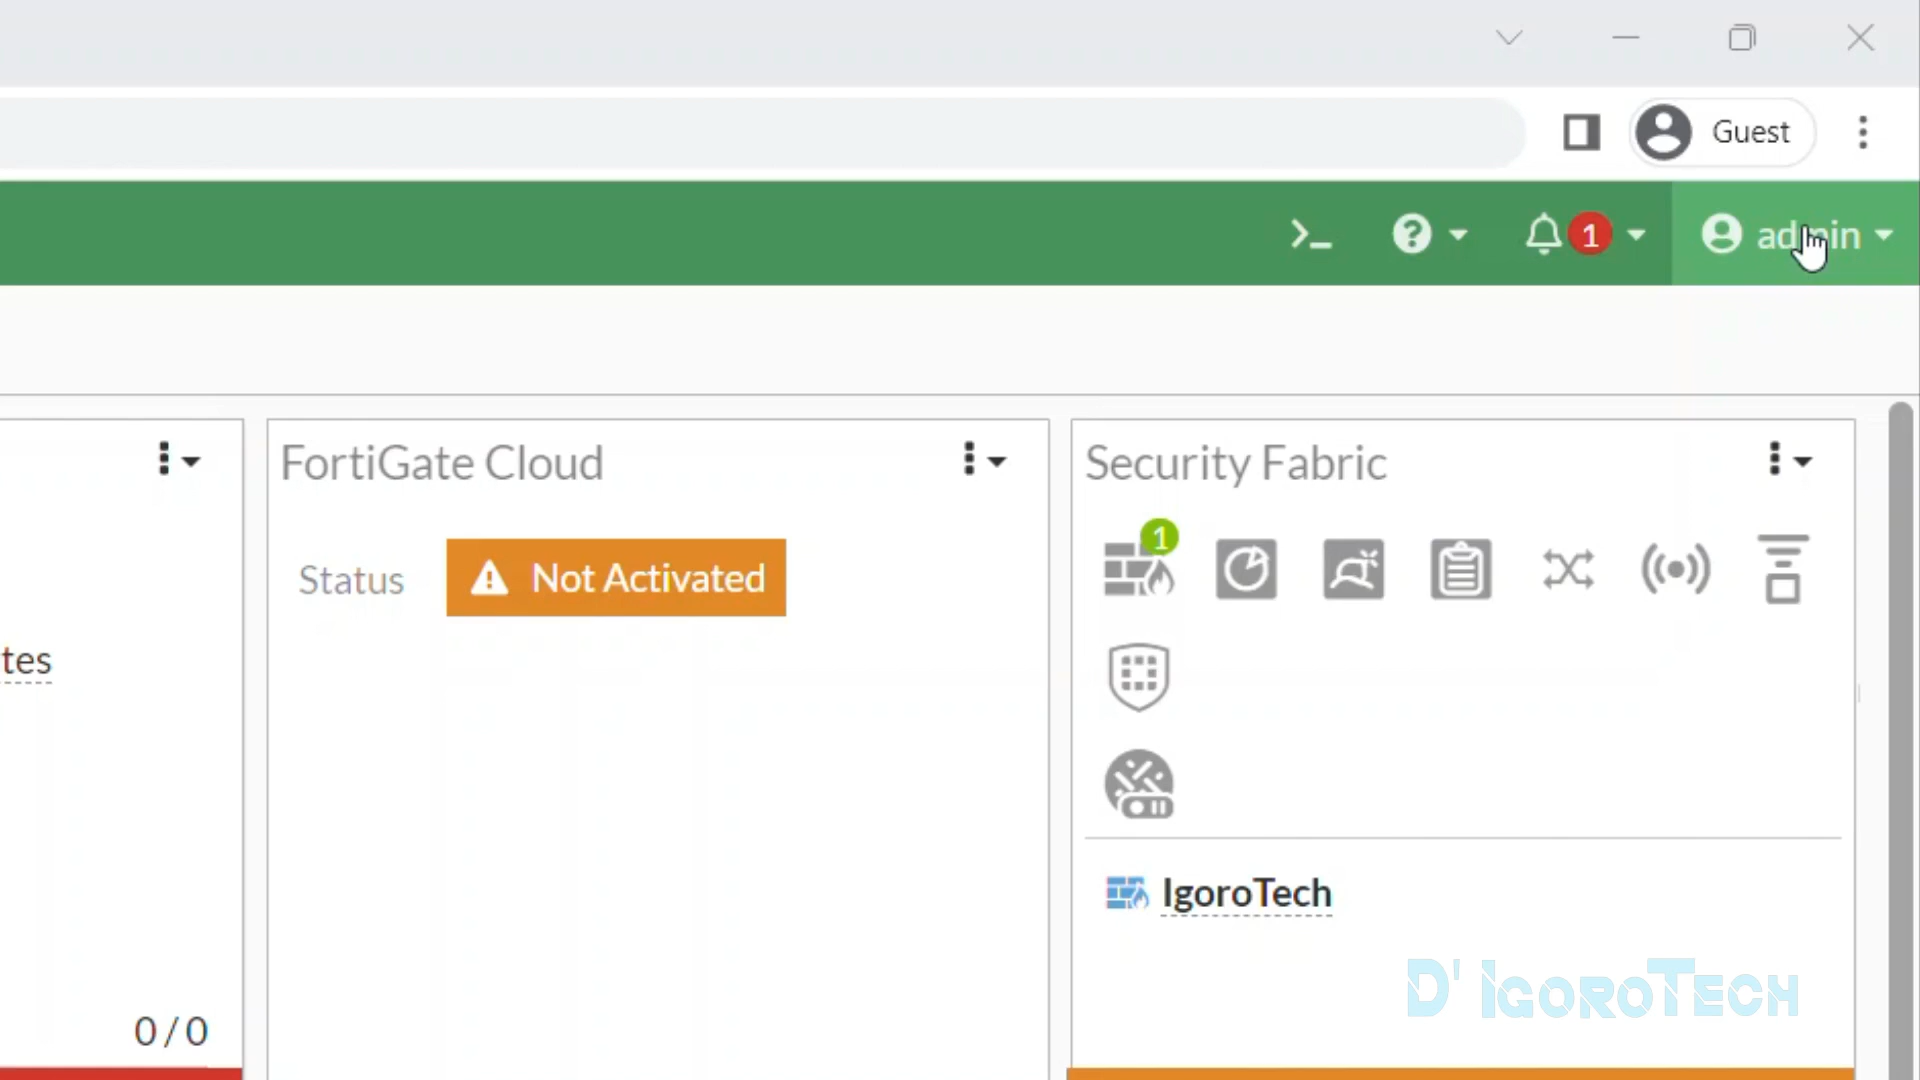 Guest
1
admin
FortiGate Cloud
Security Fabric
1
Status
Not Activated
tes
IgoroTech
D' IGOROTECH
0 / 0